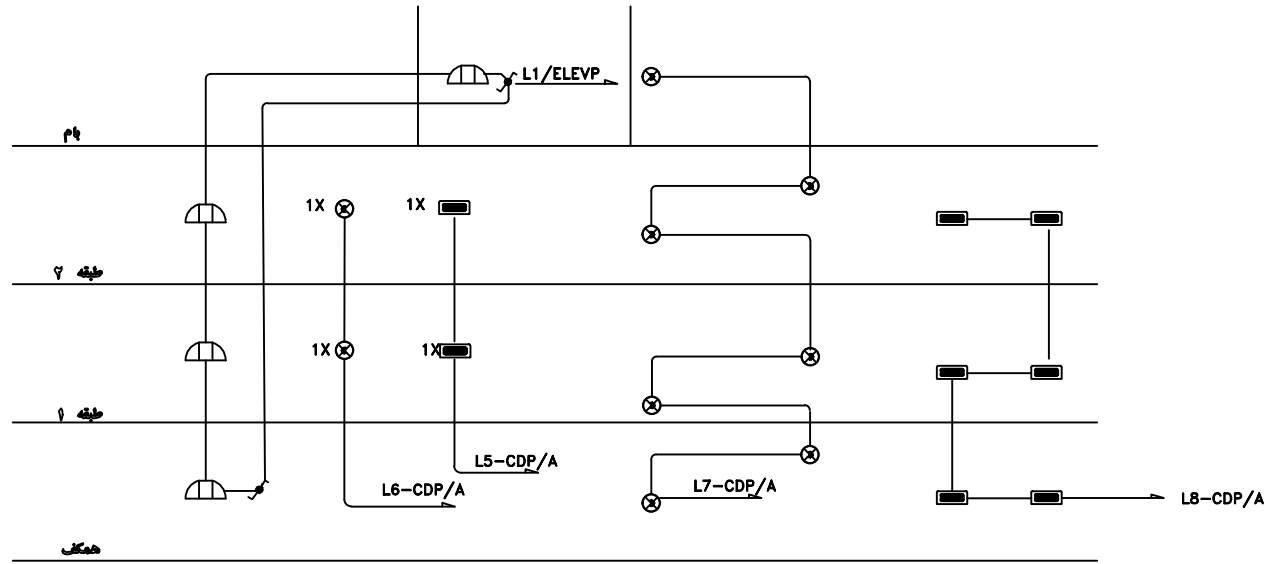 L1/ELEVP
بام
1X 1X
طبقه ۲
1X 1X
طبقه ۱
L5-CDP/A
L6-CDP/A
L7-CDP/A
L8-CDP/A
همکف